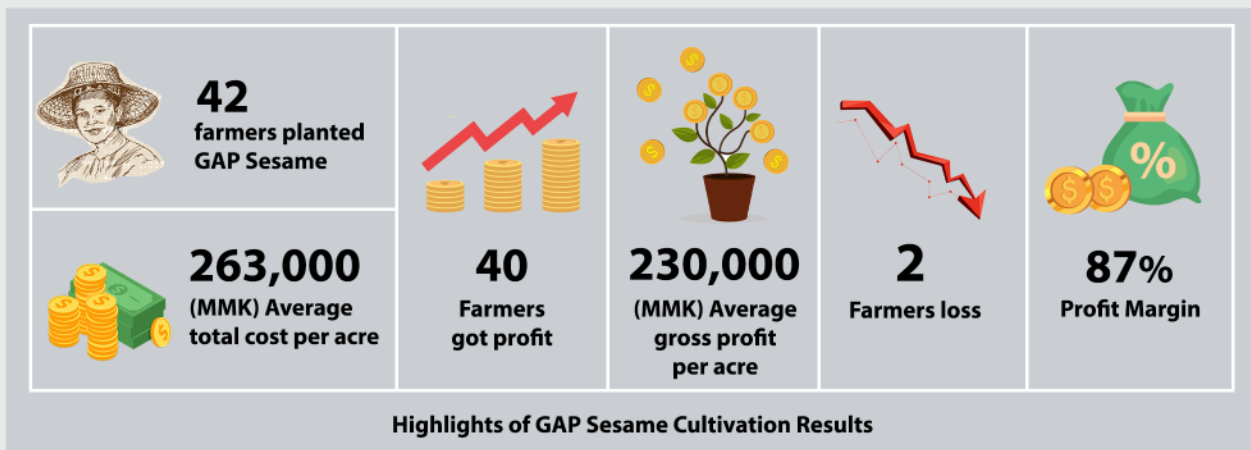 42
farmers planted
GAP Sesame
263,000
(MMK) Average
total cost per acre
40
Farmers
got profit
230,000
(MMK) Average
gross profit
per acre
2
Farmers loss
%
87%
Profit Margin
Highlights of GAP Sesame Cultivation Results